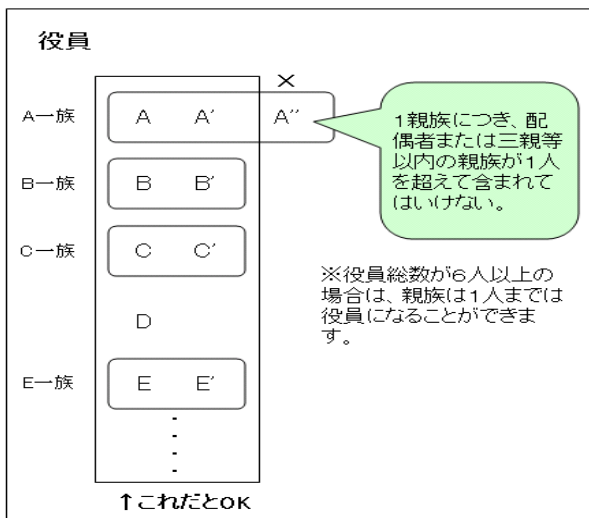 役員
×
A一族 A A′ A′′
1親族につき、配
偶者または三親等
以内の親族が1人
を超えて含まれて
はいけない。
B一族 B B′
C一族 C C′
※役員総数が6人以上の
場合は、親族は1人までは
役員になることができま
す。
D
E一族 E E′
↑これだとOK